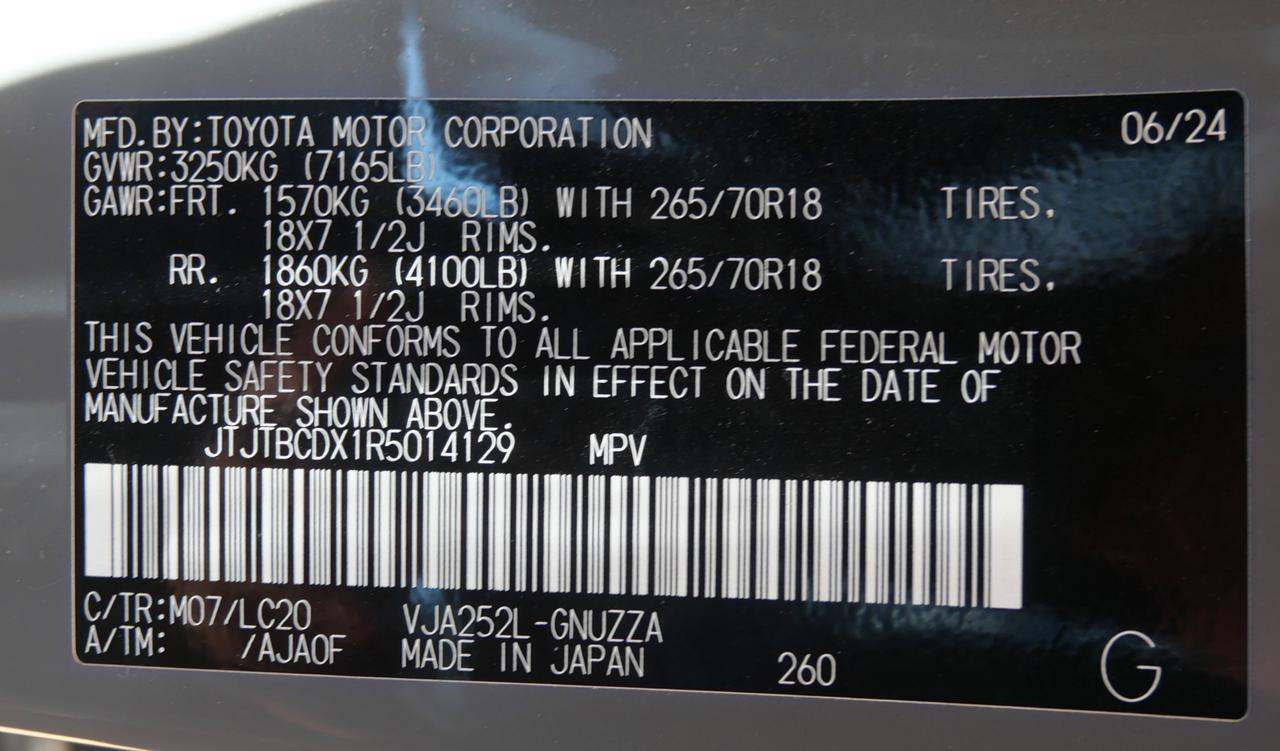 MFD.BY:TOYOTA MOTOR CORPORATION 06/24
GVWR:3250KG (7165LB)
GAWR:FRT. 1570KG (3460LB) WITH 265/70R18 TIRES.
18X7 1/2J RIMS.
RR. 1860KG (4100LB) WITH 265/70R18 TIRES.
18X7 1/2J RIMS.
THIS VEHICLE CONFORMS TO ALL APPLICABLE FEDERAL MOTOR
VEHICLE SAFETY STANDARDS IN EFFECT ON THE DATE OF
MANUFACTURE SHOWN ABOVE.
JTJTBCDX1R5014129 MPV
C/TR:M07/LC20 VJA252L-GNUZZA
A/TM: /AJA0F MADE IN JAPAN 260 G